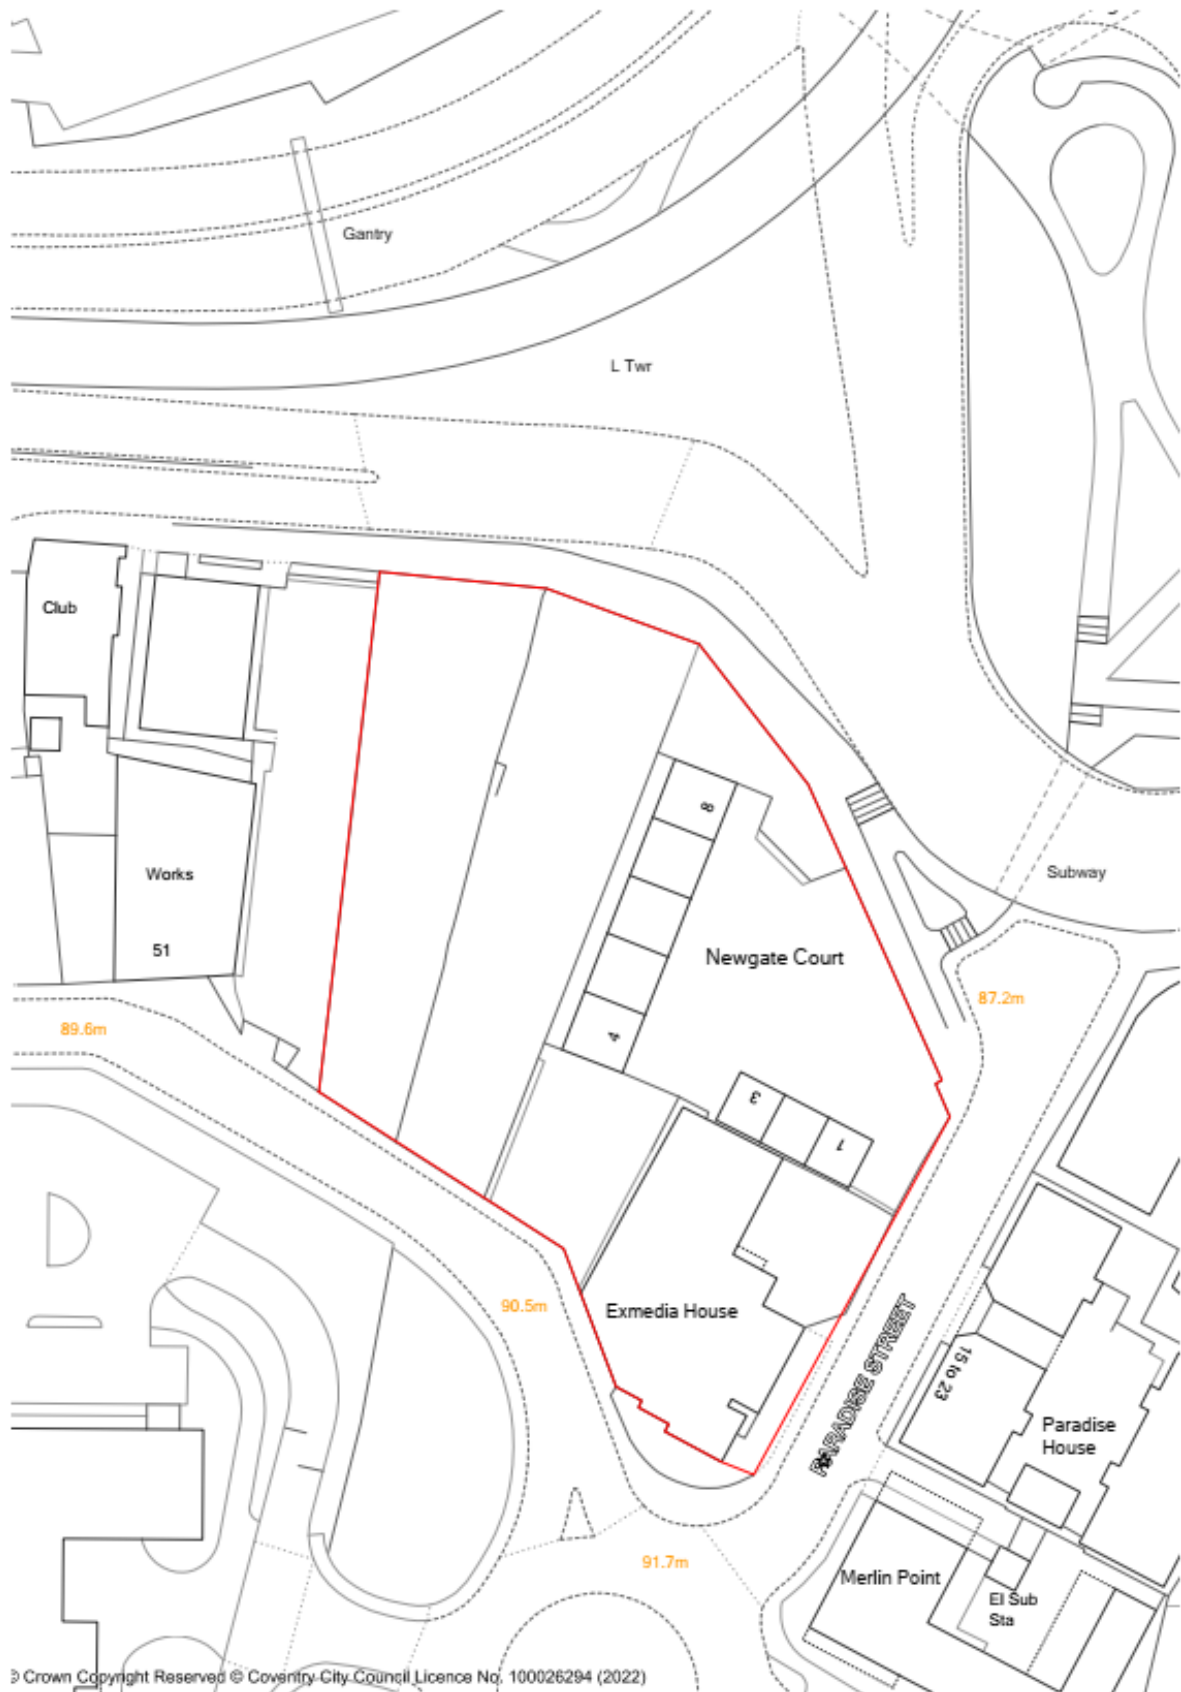 Gantry
L Twr
Club
8
Works
Subway
51
Newgate Court
87.2m
89.6m
4
3
1
90.5m
Exmedia House
PARADISE STREET
15 to 23
Paradise
House
91.7m
Merlin Point
El Sub
Sta
© Crown Copyright Reserved © Coventry City Council Licence No. 100026294 (2022)